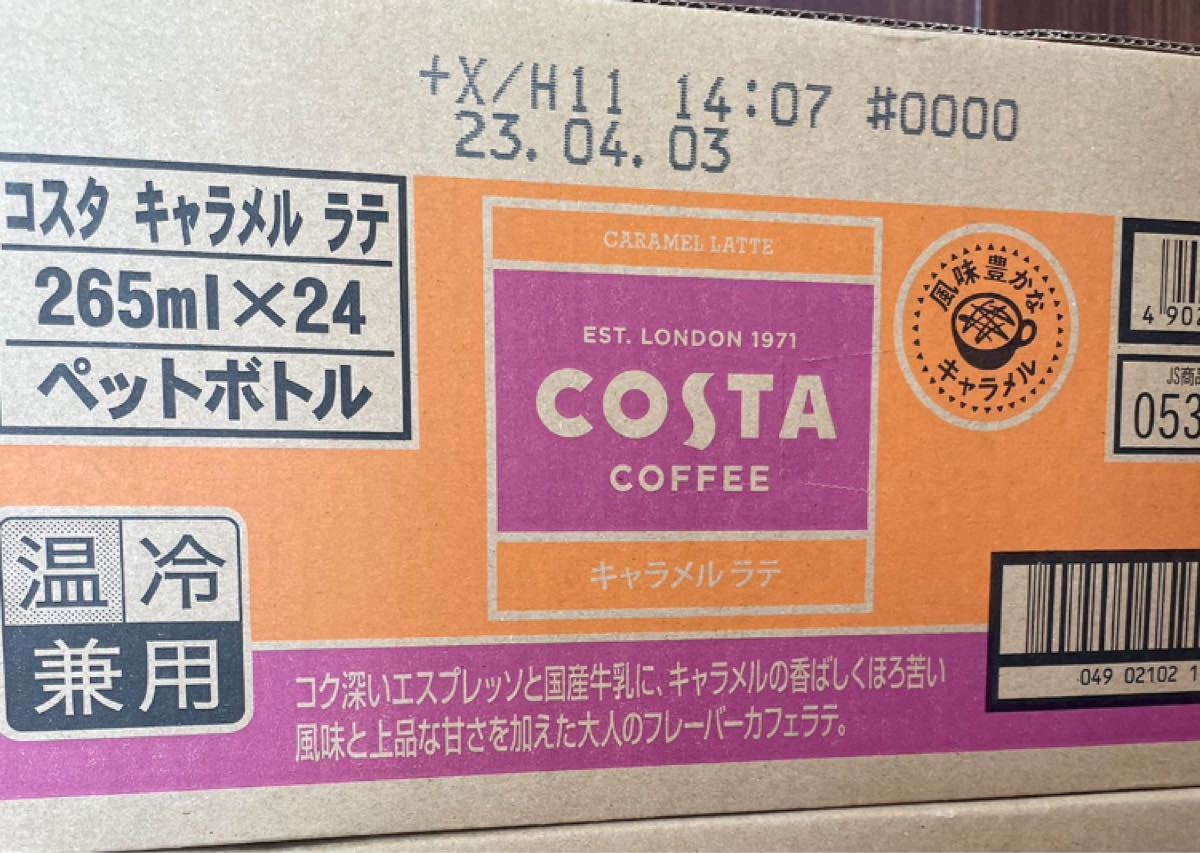 +X/H11 14:07 #0000
23.04.03
コスタ キャラメル ラテ
265ml×24
ペットボトル
CARAMEL LATTE
EST. LONDON 1971
COSTA
COFFEE
キャラメル ラテ
風味豊かな
キャラメル
4 902
JS商品
053
温 冷
兼用
049 02102 1
コク深いエスプレッソと国産牛乳に、キャラメルの香ばしくほろ苦い
風味と上品な甘さを加えた大人のフレーバーカフェラテ。